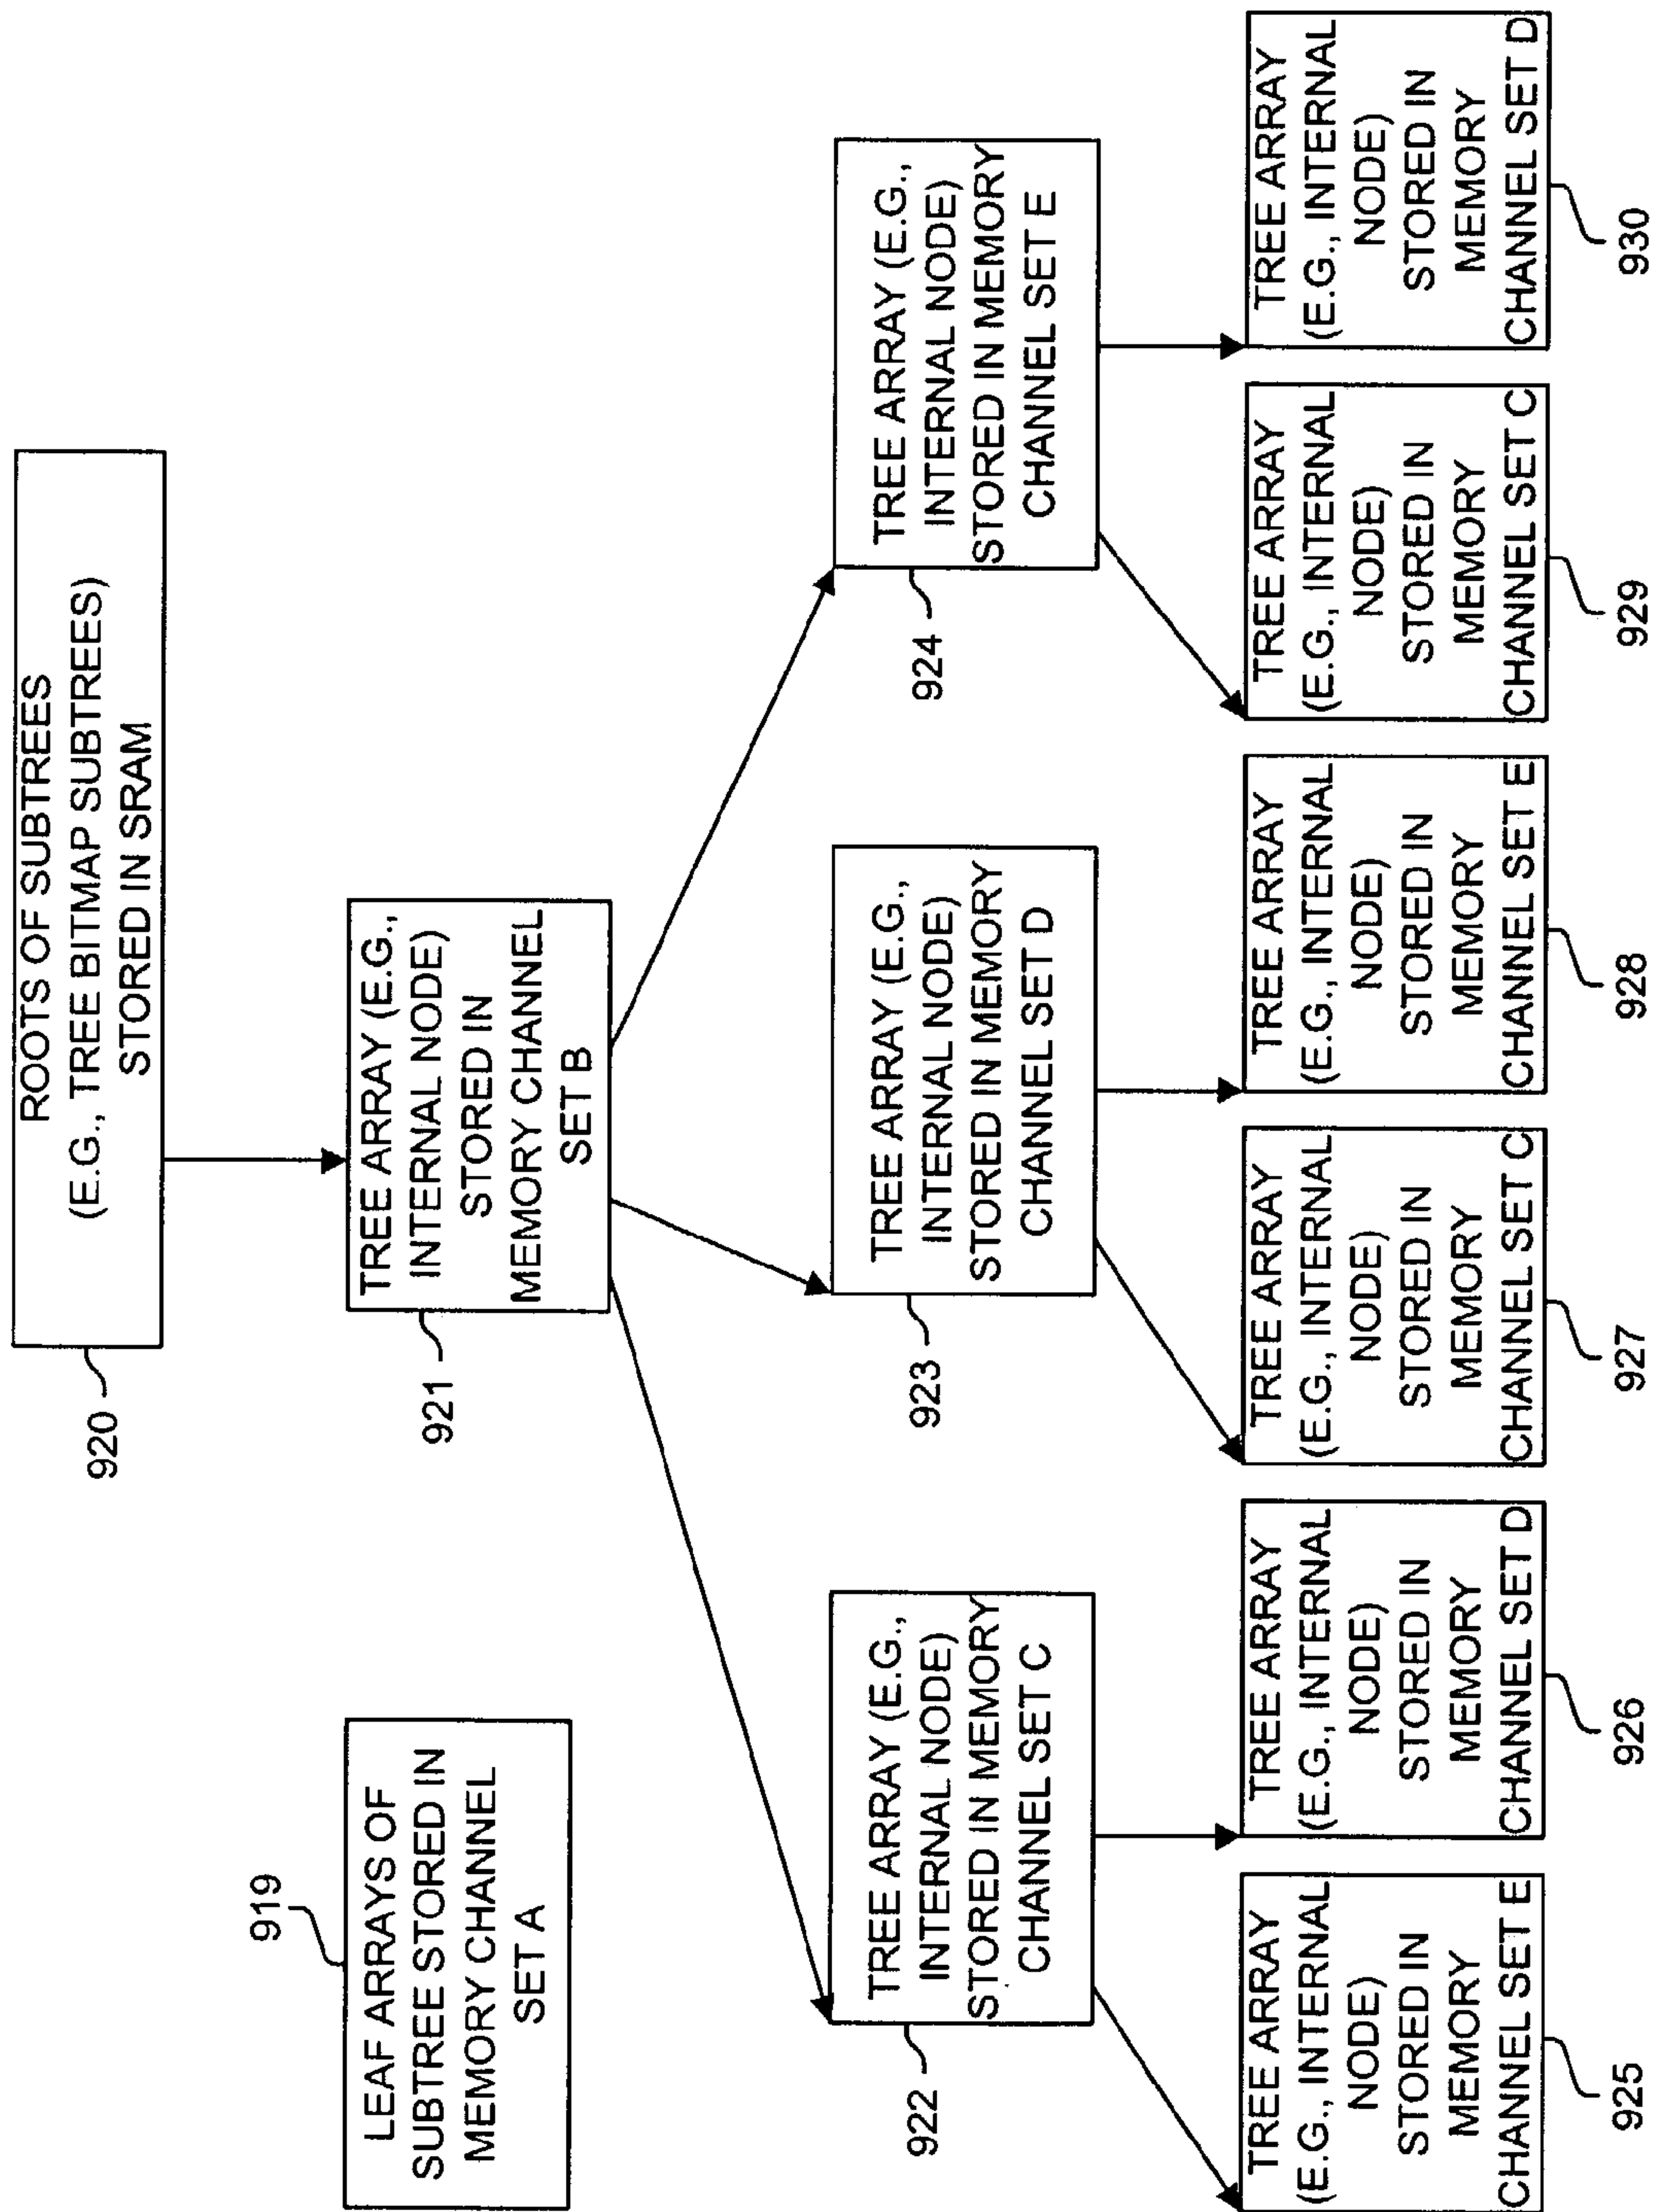 ROOTS OF SUBTREES
(E.G., TREE BITMAP SUBTREES)
STORED IN SRAM
920
919
LEAF ARRAYS OF
SUBTREE STORED IN
MEMORY CHANNEL
SET A
TREE ARRAY (E.G.,
INTERNAL NODE)
STORED IN
MEMORY CHANNEL
SET B
921
TREE ARRAY (E.G.,
INTERNAL NODE)
STORED IN MEMORY
CHANNEL SET C
922
TREE ARRAY (E.G.,
INTERNAL NODE)
STORED IN MEMORY
CHANNEL SET D
923
TREE ARRAY (E.G.,
INTERNAL NODE)
STORED IN MEMORY
CHANNEL SET E
924
TREE ARRAY
(E.G., INTERNAL
NODE)
STORED IN
MEMORY
CHANNEL SET E
925
TREE ARRAY
(E.G., INTERNAL
NODE)
STORED IN
MEMORY
CHANNEL SET D
926
TREE ARRAY
(E.G., INTERNAL
NODE)
STORED IN
MEMORY
CHANNEL SET C
927
TREE ARRAY
(E.G., INTERNAL
NODE)
STORED IN
MEMORY
CHANNEL SET E
928
TREE ARRAY
(E.G., INTERNAL
NODE)
STORED IN
MEMORY
CHANNEL SET C
929
TREE ARRAY
(E.G., INTERNAL
NODE)
STORED IN
MEMORY
CHANNEL SET D
930